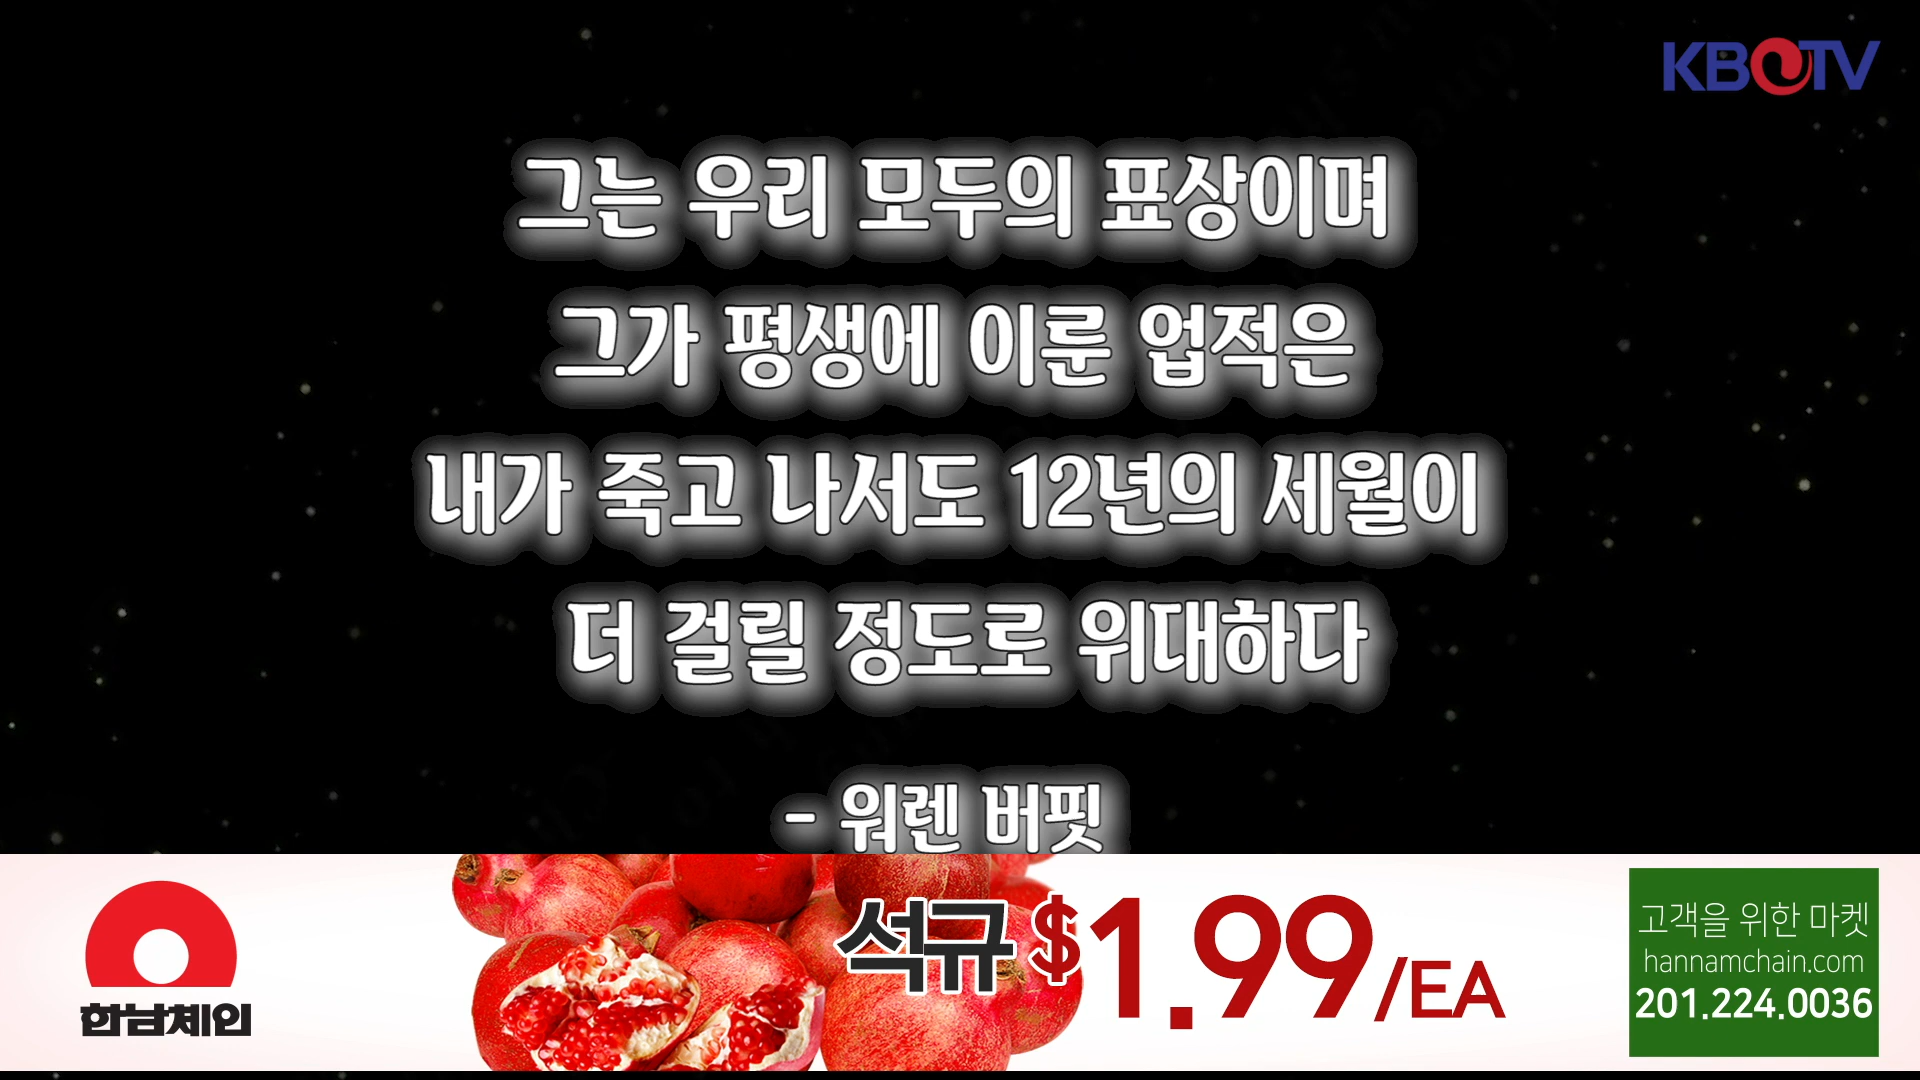 KBTV
그는 우리 모두의 표상이며
그가 평생에 이룬 업적은
내가 죽고 나서도 12년의 세월이
더 걸릴 정도로 위대하다
- 워렌 버핏
한남체인
석규 $1.99/EA
고객을 위한 마켓
hannamchain.com
201.224.0036